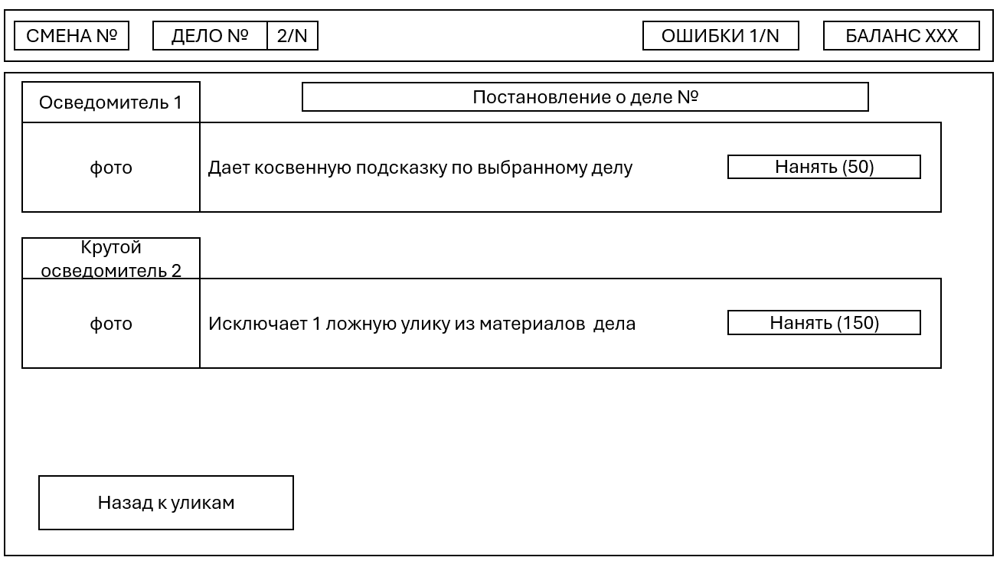 СМЕНА №
ДЕЛО №
2/N
ОШИБКИ 1/N
БАЛАНС XXX
Осведомитель 1
Постановление о деле №
фото
Дает косвенную подсказку по выбранному делу
Нанять (50)
Крутой
осведомитель 2
фото
Исключает 1 ложную улику из материалов  дела
Нанять (150)
Назад к уликам